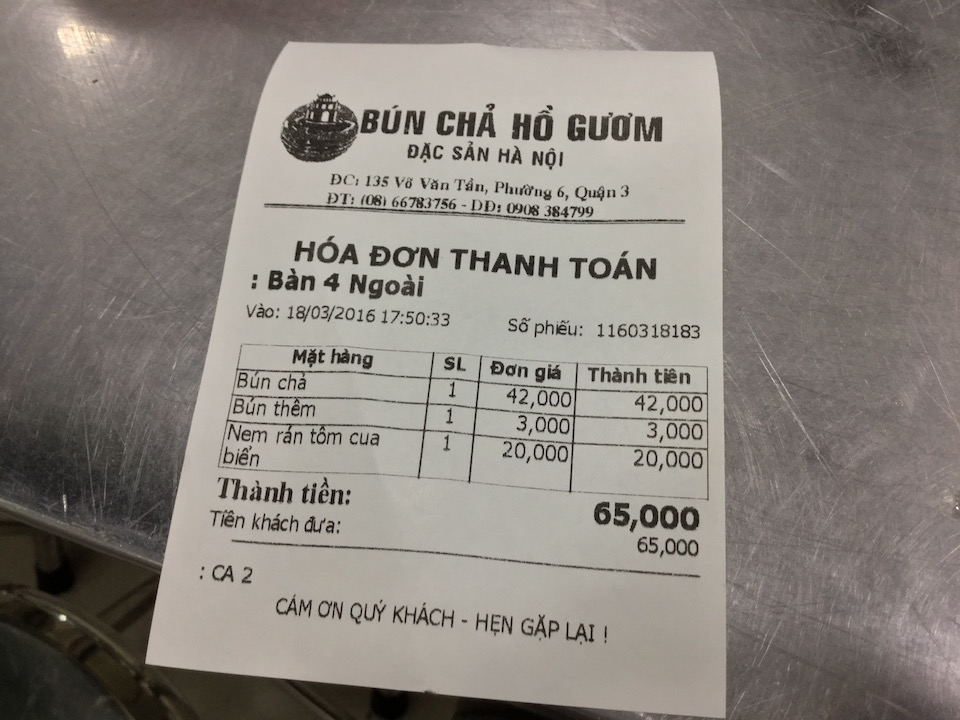 BÚN CHẢ HỒ GƯƠM
ĐẶC SẢN HÀ NỘI
ĐC: 135 Võ Văn Tần, Phường 6, Quận 3
ĐT: (08) 66783756 - DĐ: 0908 384799
HÓA ĐƠN THANH TOÁN
: Bàn 4 Ngoài
Vào: 18/03/2016 17:50:33 Số phiếu: 1160318183
Mặt hàng SL Đơn giá Thành tiên
Bún chả 1 42,000 42,000
Bún thêm 1 3,000 3,000
Nem rán tôm cua 1 20,000 20,000
biển
Thành tiền: 65,000
Tiên khách đưa: 65,000
: CA 2
CÁM ƠN QUÝ KHÁCH - HẸN GẶP LẠI !